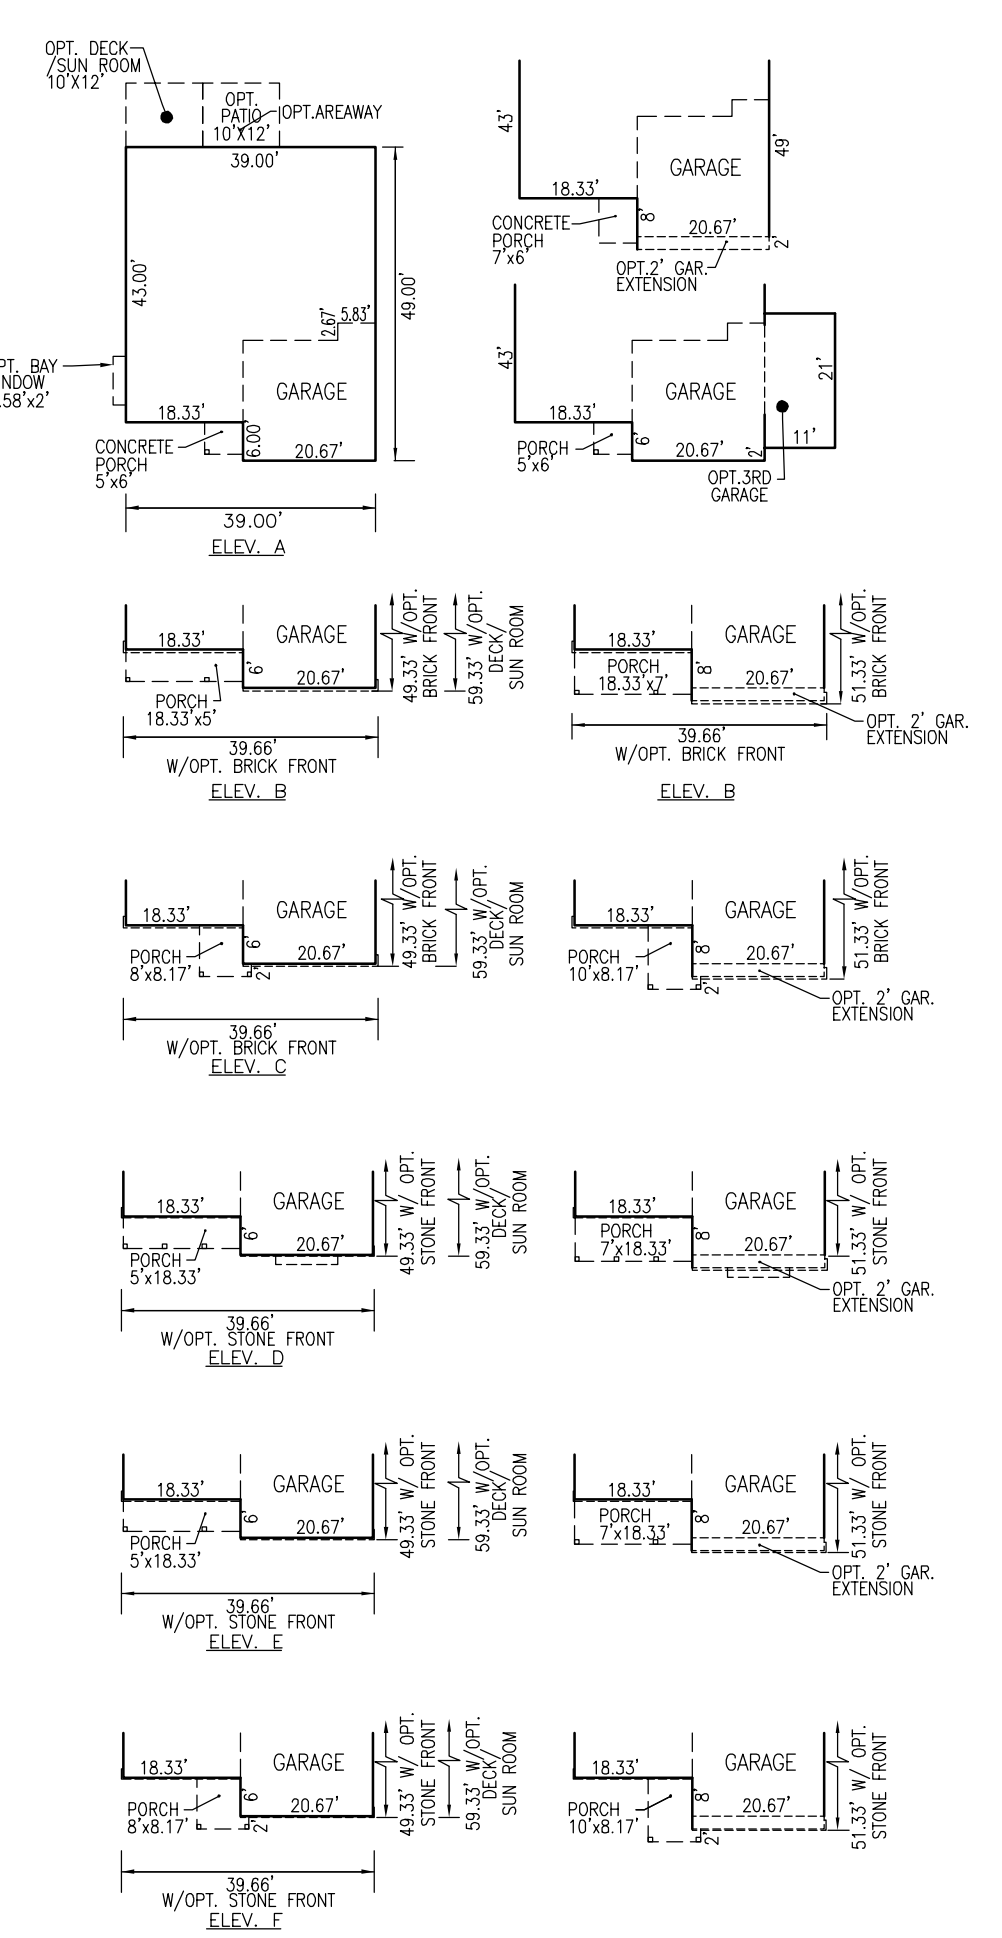 OPT. DECK
/SUN ROOM
10'X12'
OPT.
PATIO
10'X12'
OPT.AREAWAY
39.00'
43.00'
49.00'
5.83'
2.67'
GARAGE
PT. BAY
NDOW
.58'x2'
18.33'
6.00'
20.67'
CONCRETE
PORCH
5'x6'
39.00'
ELEV. A
43'
49'
GARAGE
18.33'
8'
CONCRETE
PORCH
7'x6'
20.67'
2'
OPT.2' GAR.
EXTENSION
43'
21'
GARAGE
18.33'
6'
PORCH
5'x6'
20.67'
2'
11'
OPT.3RD
GARAGE
18.33'
GARAGE
6'
20.67'
PORCH
18.33'x5'
49.33' W/OPT.
BRICK FRONT
59.33' W/OPT.
DECK/
SUN ROOM
39.66'
W/OPT. BRICK FRONT
ELEV. B
18.33'
GARAGE
PORCH
18.33'x7'
8'
20.67'
51.33' W/OPT.
BRICK FRONT
OPT. 2' GAR.
EXTENSION
39.66'
W/OPT. BRICK FRONT
ELEV. B
18.33'
GARAGE
6'
20.67'
PORCH
8'x8.17'
2'
49.33' W/OPT.
BRICK FRONT
59.33' W/OPT.
DECK/
SUN ROOM
39.66'
W/OPT. BRICK FRONT
ELEV. C
18.33'
GARAGE
8'
20.67'
PORCH
10'x8.17'
2'
51.33' W/OPT.
BRICK FRONT
OPT. 2' GAR.
EXTENSION
18.33'
GARAGE
6'
20.67'
PORCH
5'x18.33'
49.33' W/ OPT.
STONE FRONT
59.33' W/OPT.
DECK/
SUN ROOM
39.66'
W/OPT. STONE FRONT
ELEV. D
18.33'
GARAGE
PORCH
7'x18.33'
8'
20.67'
51.33' W/ OPT.
STONE FRONT
OPT. 2' GAR.
EXTENSION
18.33'
GARAGE
6'
20.67'
PORCH
5'x18.33'
49.33' W/ OPT.
STONE FRONT
59.33' W/OPT.
DECK/
SUN ROOM
39.66'
W/OPT. STONE FRONT
ELEV. E
18.33'
GARAGE
PORCH
7'x18.33'
8'
20.67'
51.33' W/ OPT.
STONE FRONT
OPT. 2' GAR.
EXTENSION
18.33'
GARAGE
6'
20.67'
PORCH
8'x8.17'
2'
49.33' W/ OPT.
STONE FRONT
59.33' W/OPT.
DECK/
SUN ROOM
39.66'
W/OPT. STONE FRONT
ELEV. F
18.33'
GARAGE
8'
20.67'
PORCH
10'x8.17'
2'
51.33' W/ OPT.
STONE FRONT